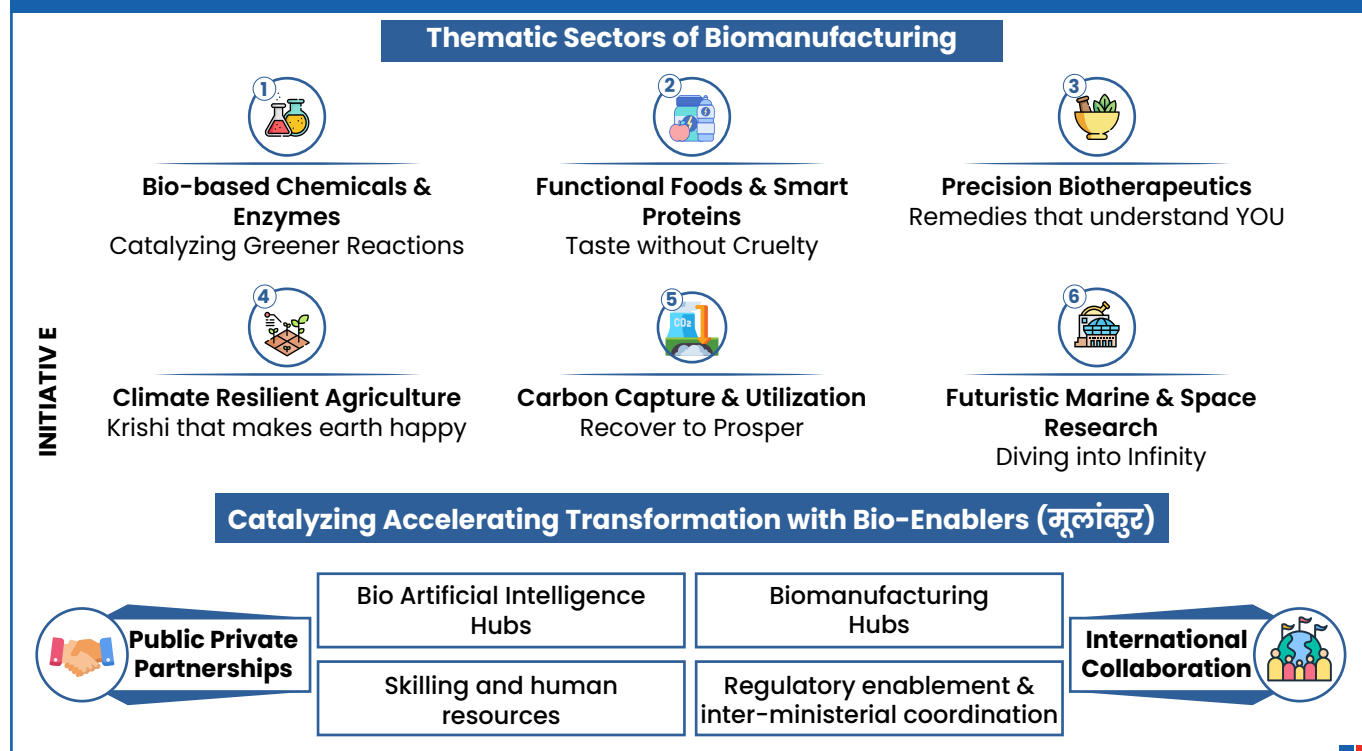 Thematic Sectors of Biomanufacturing
1
Bio-based Chemicals &
Enzymes
Catalyzing Greener Reactions
2
Functional Foods & Smart
Proteins
Taste without Cruelty
3
Precision Biotherapeutics
Remedies that understand YOU
INITIATIV E
4
Climate Resilient Agriculture
Krishi that makes earth happy
5
CO₂
Carbon Capture & Utilization
Recover to Prosper
6
Futuristic Marine & Space
Research
Diving into Infinity
Catalyzing Accelerating Transformation with Bio-Enablers (मूलांकुर)
Public Private
Partnerships
Bio Artificial Intelligence
Hubs
Biomanufacturing
Hubs
Skilling and human
resources
Regulatory enablement &
inter-ministerial coordination
International
Collaboration